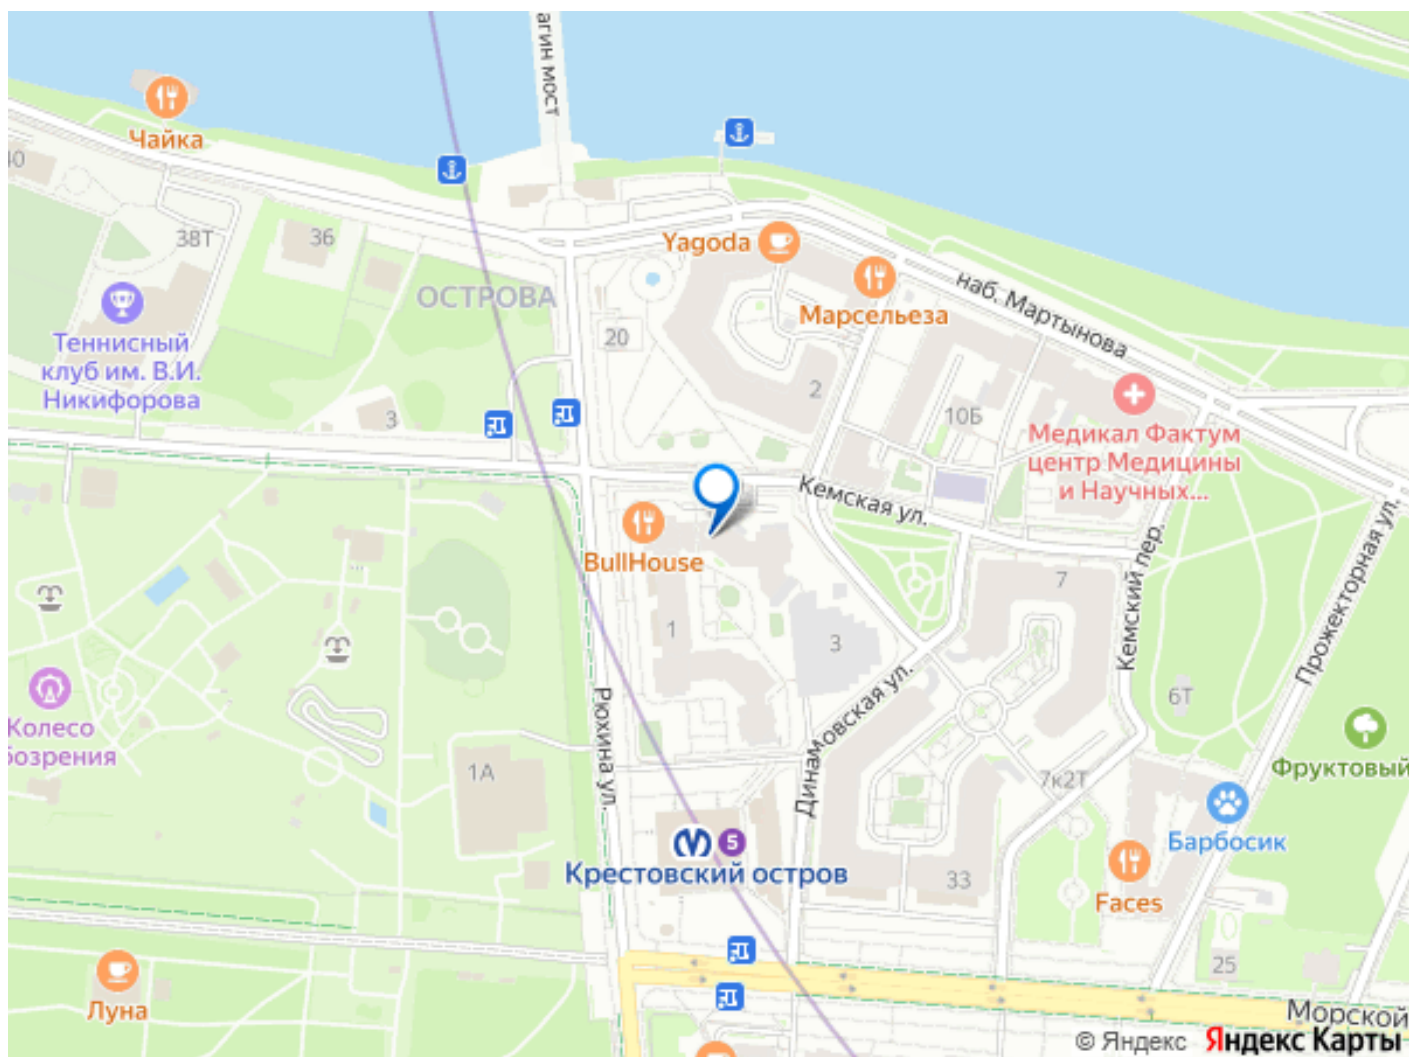 агин мост
Чайка
40
38Т
36
Yagoda
ОСТРОВА
наб. Мартынова
Марсельеза
20
Теннисный
клуб им. В.И.
Никифорова
3
2
10Б
Медикал Фактум
центр Медицины
и Научных...
Кемская ул.
BullHouse
7
Кемский пер.
Прожекторная ул.
1
3
Динамовская ул.
6Т
Рюхина ул.
Колесо
бозрения
1А
7к2Т
Фруктовый
Барбосик
5
Крестовский остров
33
Faces
25
Луна
Морской
© Яндекс Яндекс Карты